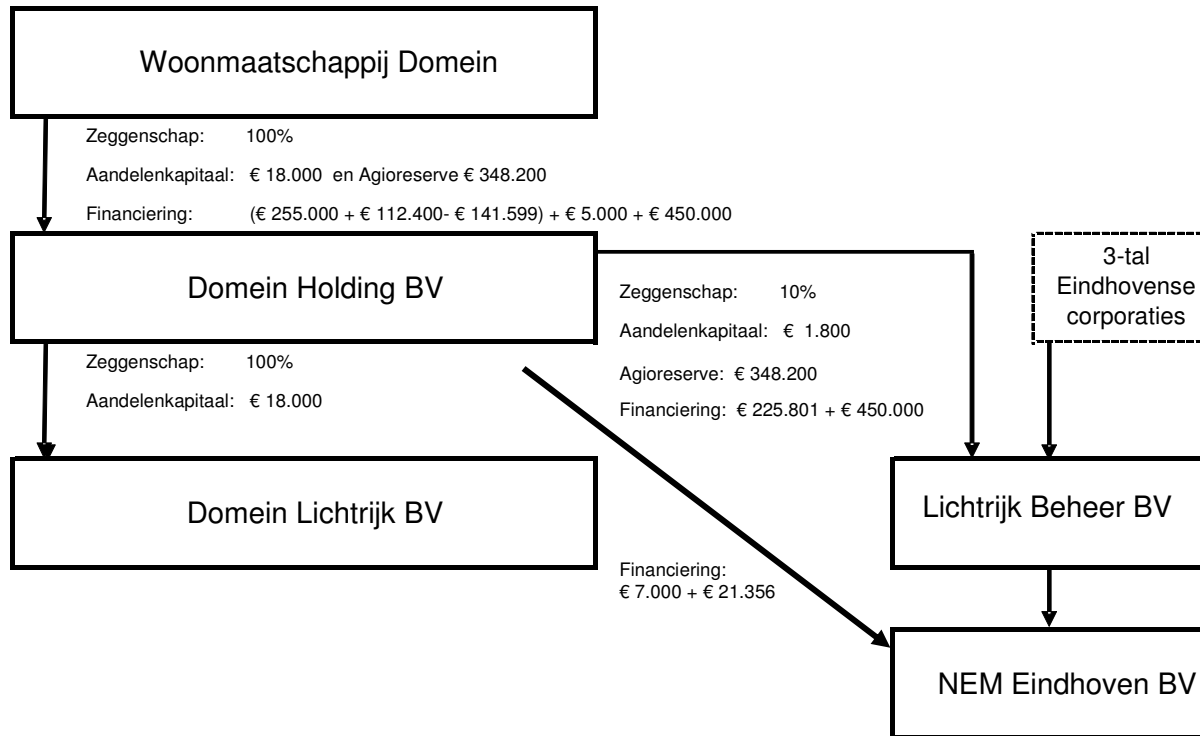 Woonmaatschappij Domein
Zeggenschap: 100%
Aandelenkapitaal: € 18.000 en Agioreserve € 348.200
Financiering: (€ 255.000 + € 112.400- € 141.599) + € 5.000 + € 450.000
Domein Holding BV
3-tal
Eindhovense
corporaties
Zeggenschap: 10%
Aandelenkapitaal: € 1.800
Agioreserve: € 348.200
Financiering: € 225.801 + € 450.000
Zeggenschap: 100%
Aandelenkapitaal: € 18.000
Domein Lichtrijk BV
Lichtrijk Beheer BV
Financiering:
€ 7.000 + € 21.356
NEM Eindhoven BV